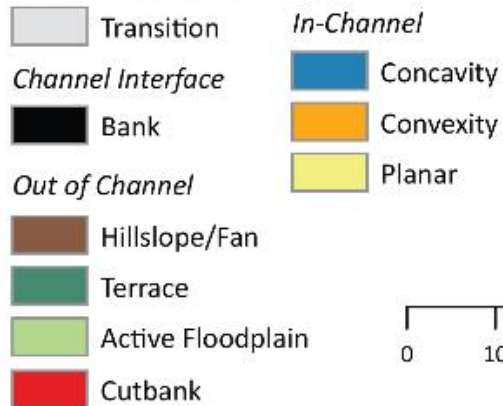 Transition
Channel Interface
Bank
Out of Channel
Hillslope/Fan
Terrace
Active Floodplain
Cutbank
In-Channel
Concavity
Convexity
Planar
0 10